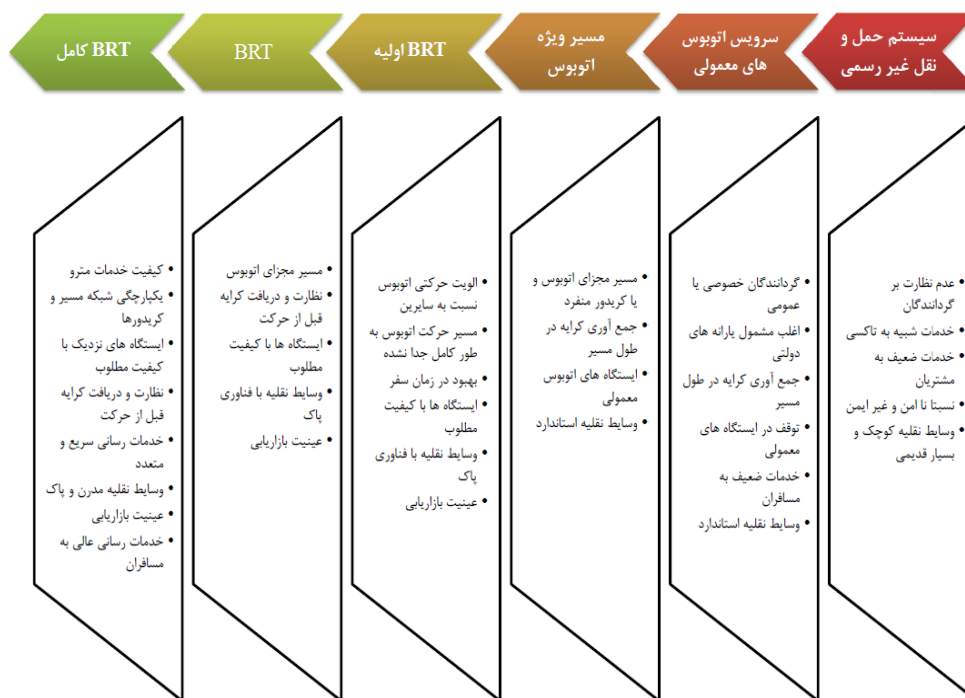 سیستم حمل و
نقل غیر رسمی
عدم نظارت بر
گردانندگان
خدمات شبیه به تاکسی
خدمات ضعیف به
مشتریان
نسبتا نا امن و غیر ایمن
وسایط نقلیه کوچک و
بسیار قدیمی
سرویس اتوبوس
های معمولی
گردانندگان خصوصی یا
عمومی
اغلب مشمول یارانه های
دولتی
جمع آوری کرایه در طول
مسیر
توقف در ایستگاه های
معمولی
خدمات ضعیف به
مسافران
وسایط نقلیه استاندارد
مسیر ویژه
اتوبوس
مسیر مجزای اتوبوس و
یا کریدور منفرد
جمع آوری کرایه در
طول مسیر
ایستگاه های اتوبوس
معمولی
وسایط نقلیه استاندارد
BRT اولیه
الویت حرکتی اتوبوس
نسبت به سایرین
مسیر حرکت اتوبوس به
طور کامل جدا نشده
بهبود در زمان سفر
ایستگاه ها با کیفیت
مطلوب
وسایط نقلیه با فناوری
پاک
عینیت بازاریابی
BRT
مسیر مجزای اتوبوس
نظارت و دریافت کرایه
قبل از حرکت
ایستگاه ها با کیفیت
مطلوب
وسایط نقلیه با فناوری
پاک
عینیت بازاریابی
BRT کامل
کیفیت خدمات مترو
یکپارچگی شبکه مسیر و
کریدورها
ایستگاه های نزدیک با
کیفیت مطلوب
نظارت و دریافت کرایه
قبل از حرکت
خدمات رسانی سریع و
متعدد
وسایط نقلیه مدرن و پاک
عینیت بازاریابی
خدمات رسانی عالی به
مسافران